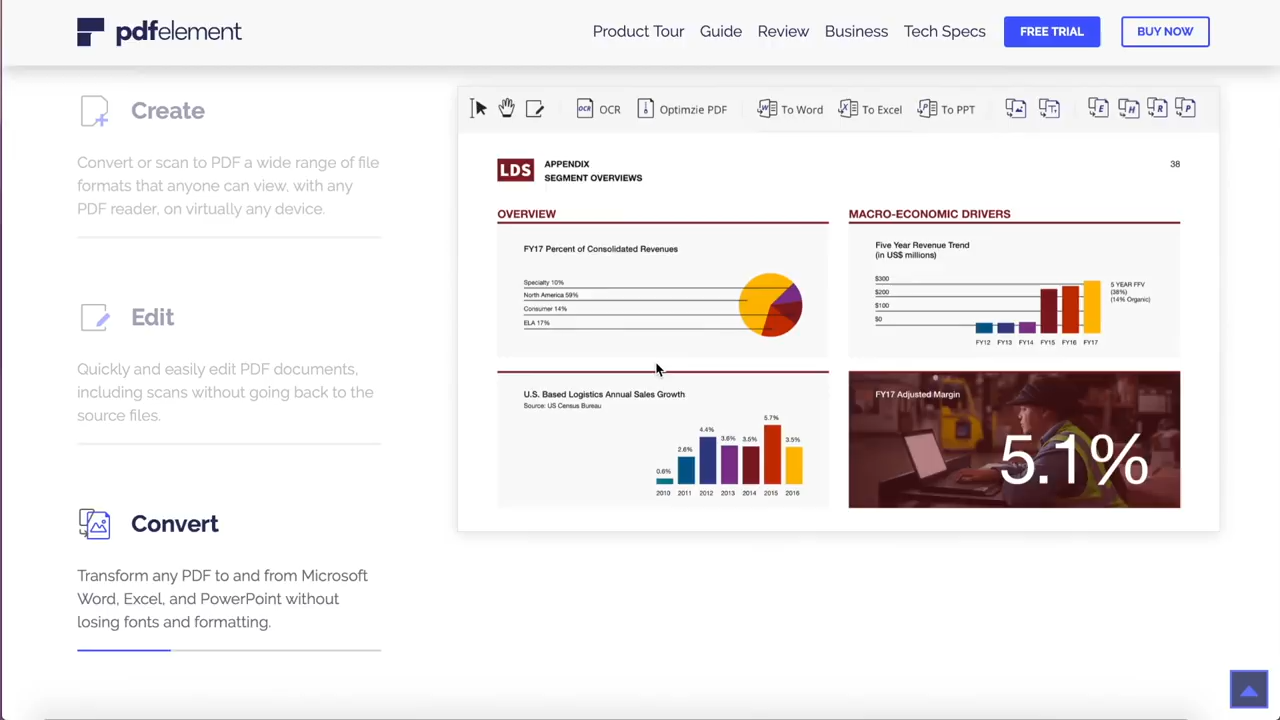 pdfelement
Product Tour
Guide
Review
Business
Tech Specs
FREE TRIAL
BUY NOW
Create
Convert or scan to PDF a wide range of file
formats that anyone can view, with any
PDF reader, on virtually any device.
Edit
Quickly and easily edit PDF documents,
including scans without going back to the
source files.
Convert
Transform any PDF to and from Microsoft
Word, Excel, and PowerPoint without
losing fonts and formatting.
OCR OCR
Optimzie PDF
W To Word
X To Excel
P To PPT
T
E
H
R
P
LDS
APPENDIX
SEGMENT OVERVIEWS
38
OVERVIEW
FY17 Percent of Consolidated Revenues
Specialty 10%
North America 59%
Consumer 14%
ELA 17%
MACRO-ECONOMIC DRIVERS
Five Year Revenue Trend
(in US$ millions)
$300
$200
$100
$0
FY12 FY13 FY14 FY15 FY16 FY17
5 YEAR FFV
(38%)
(14% Organic)
U.S. Based Logistics Annual Sales Growth
Source: US Census Bureau
0.6% 2.6% 4.4% 3.6% 3.5% 5.7% 3.5%
2010 2011 2012 2013 2014 2015 2016
FY17 Adjusted Margin
5.1%